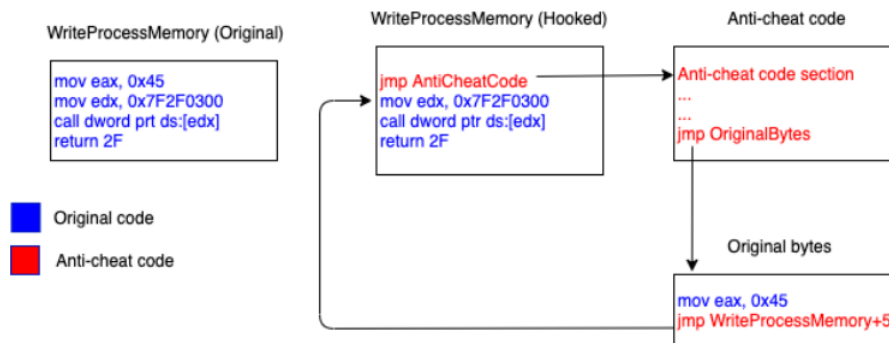 WriteProcessMemory (Original)
mov eax, 0x45
mov edx, 0x7F2F0300
call dword prt ds:[edx]
return 2F
Original code
Anti-cheat code
WriteProcessMemory (Hooked)
jmp AntiCheatCode
mov edx, 0x7F2F0300
call dword ptr ds:[edx]
return 2F
Anti-cheat code
Anti-cheat code section
...
...
jmp OriginalBytes
Original bytes
mov eax, 0x45
jmp WriteProcessMemory+5